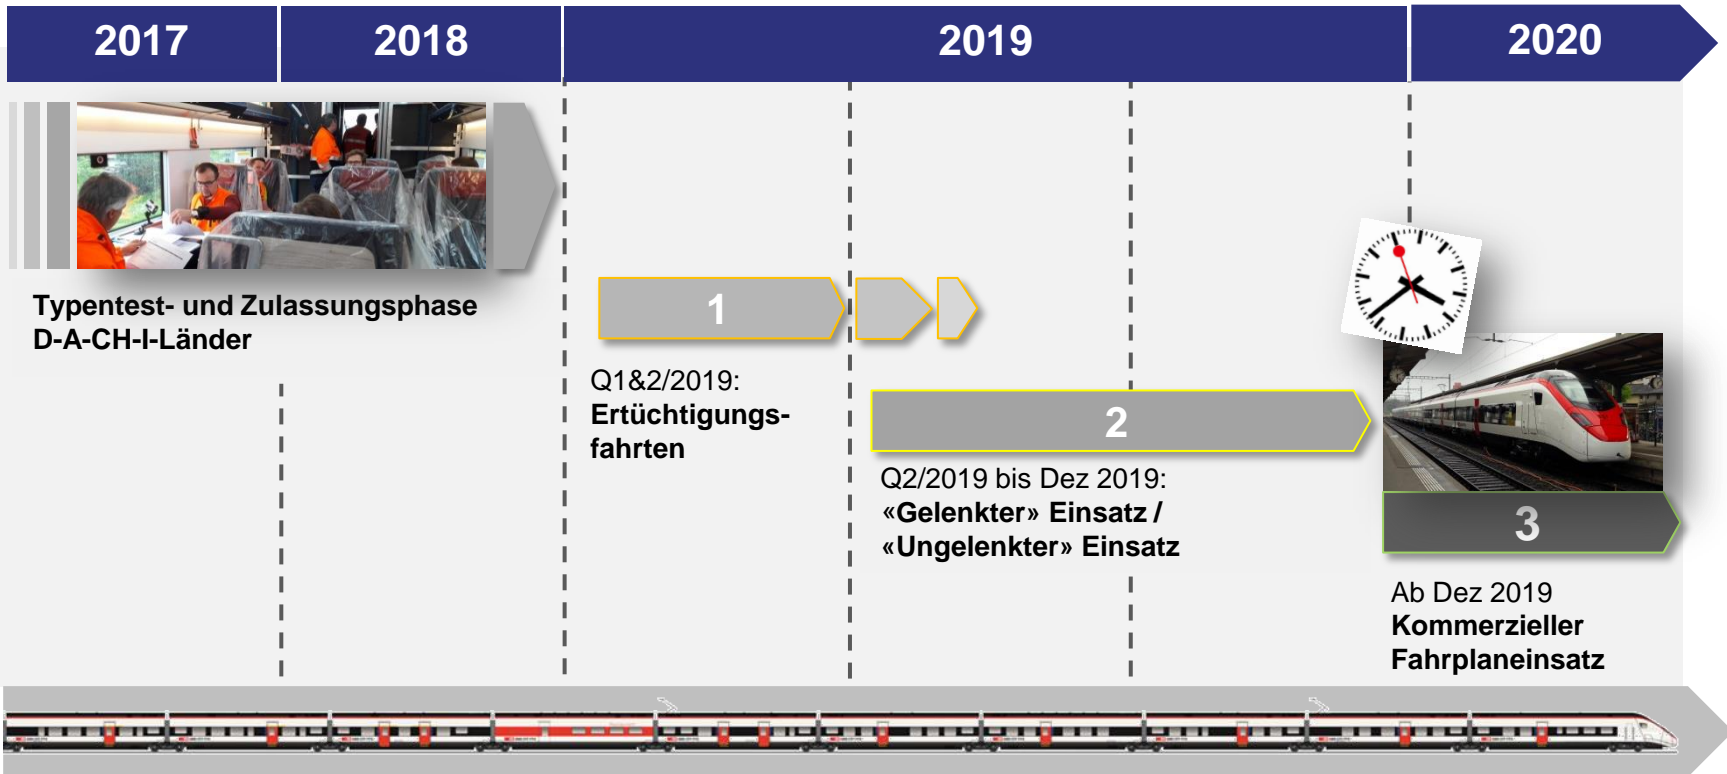 2017
2018
2019
2020
Typentest- und Zulassungsphase
D-A-CH-I-Länder
1
Q1&2/2019:
Ertüchtigungs-
fahrten
2
Q2/2019 bis Dez 2019:
«Gelenkter» Einsatz /
«Ungelenkter» Einsatz
3
Ab Dez 2019
Kommerzieller
Fahrplaneinsatz